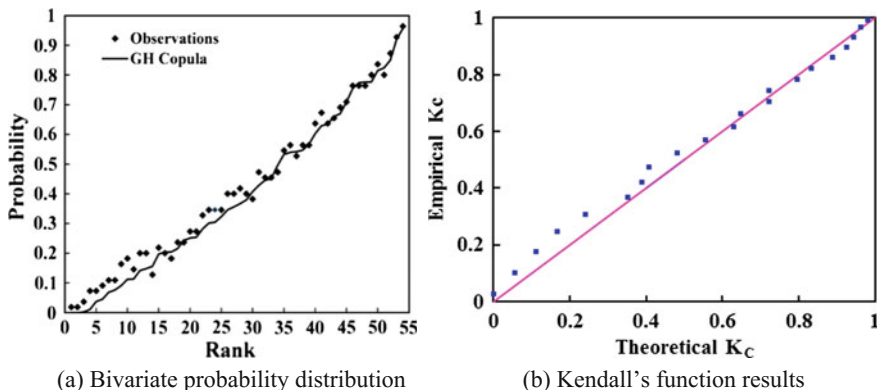 1
0.9
0.8
0.7
0.6
0.5
0.4
0.3
0.2
0.1
0
Probability
Observations
GH Copula
0 5 10 15 20 25 30 35 40 45 50 55
Rank
(a) Bivariate probability distribution
1
0.8
0.6
0.4
0.2
0
Empirical Kc
0 0.2 0.4 0.6 0.8 1
Theoretical K_C
(b) Kendall's function results